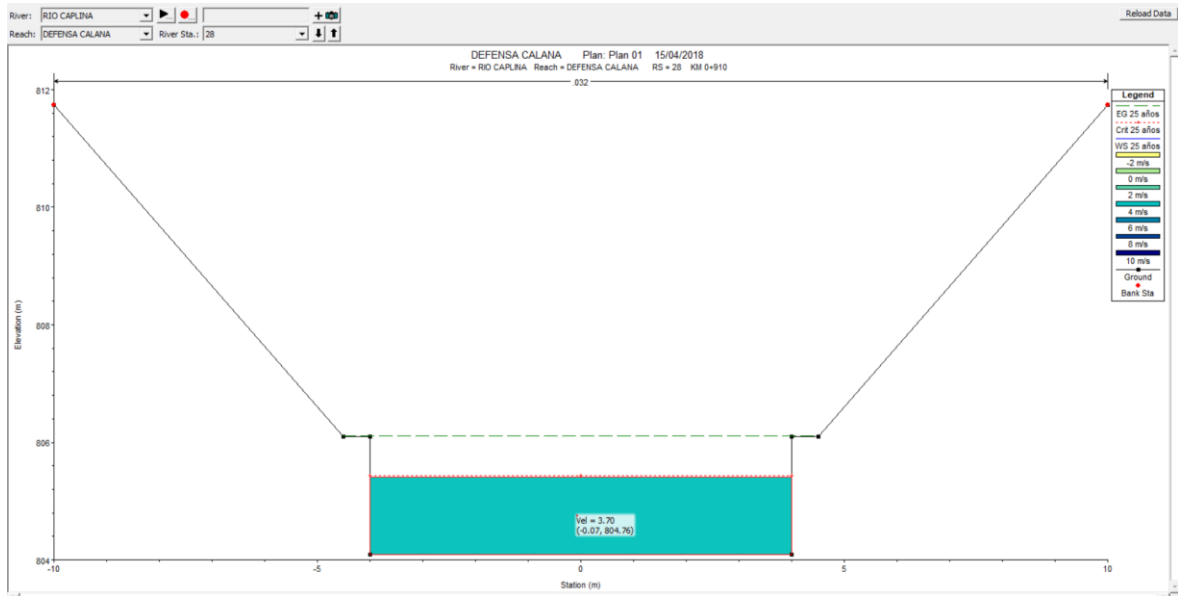 River: RIO CAPLINA
Reload Data
Reach: DEFENSA CALANA River Sta.: 28
DEFENSA CALANA Plan: Plan 01 15/04/2018
River = RIO CAPLINA Reach = DEFENSA CALANA RS = 28 KM 0+910
.032
Legend
EG 25 años
Crit 25 años
WS 25 años
-2 m/s
0 m/s
2 m/s
4 m/s
6 m/s
8 m/s
10 m/s
Ground
Bank Sta
812
810
808
806
804
Elevation (m)
Vel = 3.70
(-0.07, 804.76)
-10 -5 0 5 10
Station (m)